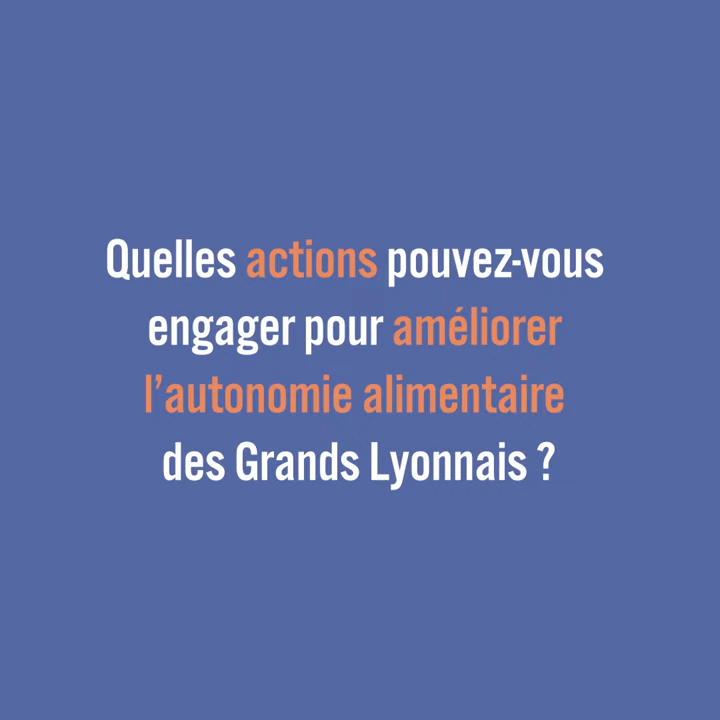 Quelles actions pouvez-vous
engager pour améliorer
l’autonomie alimentaire
des Grands Lyonnais ?